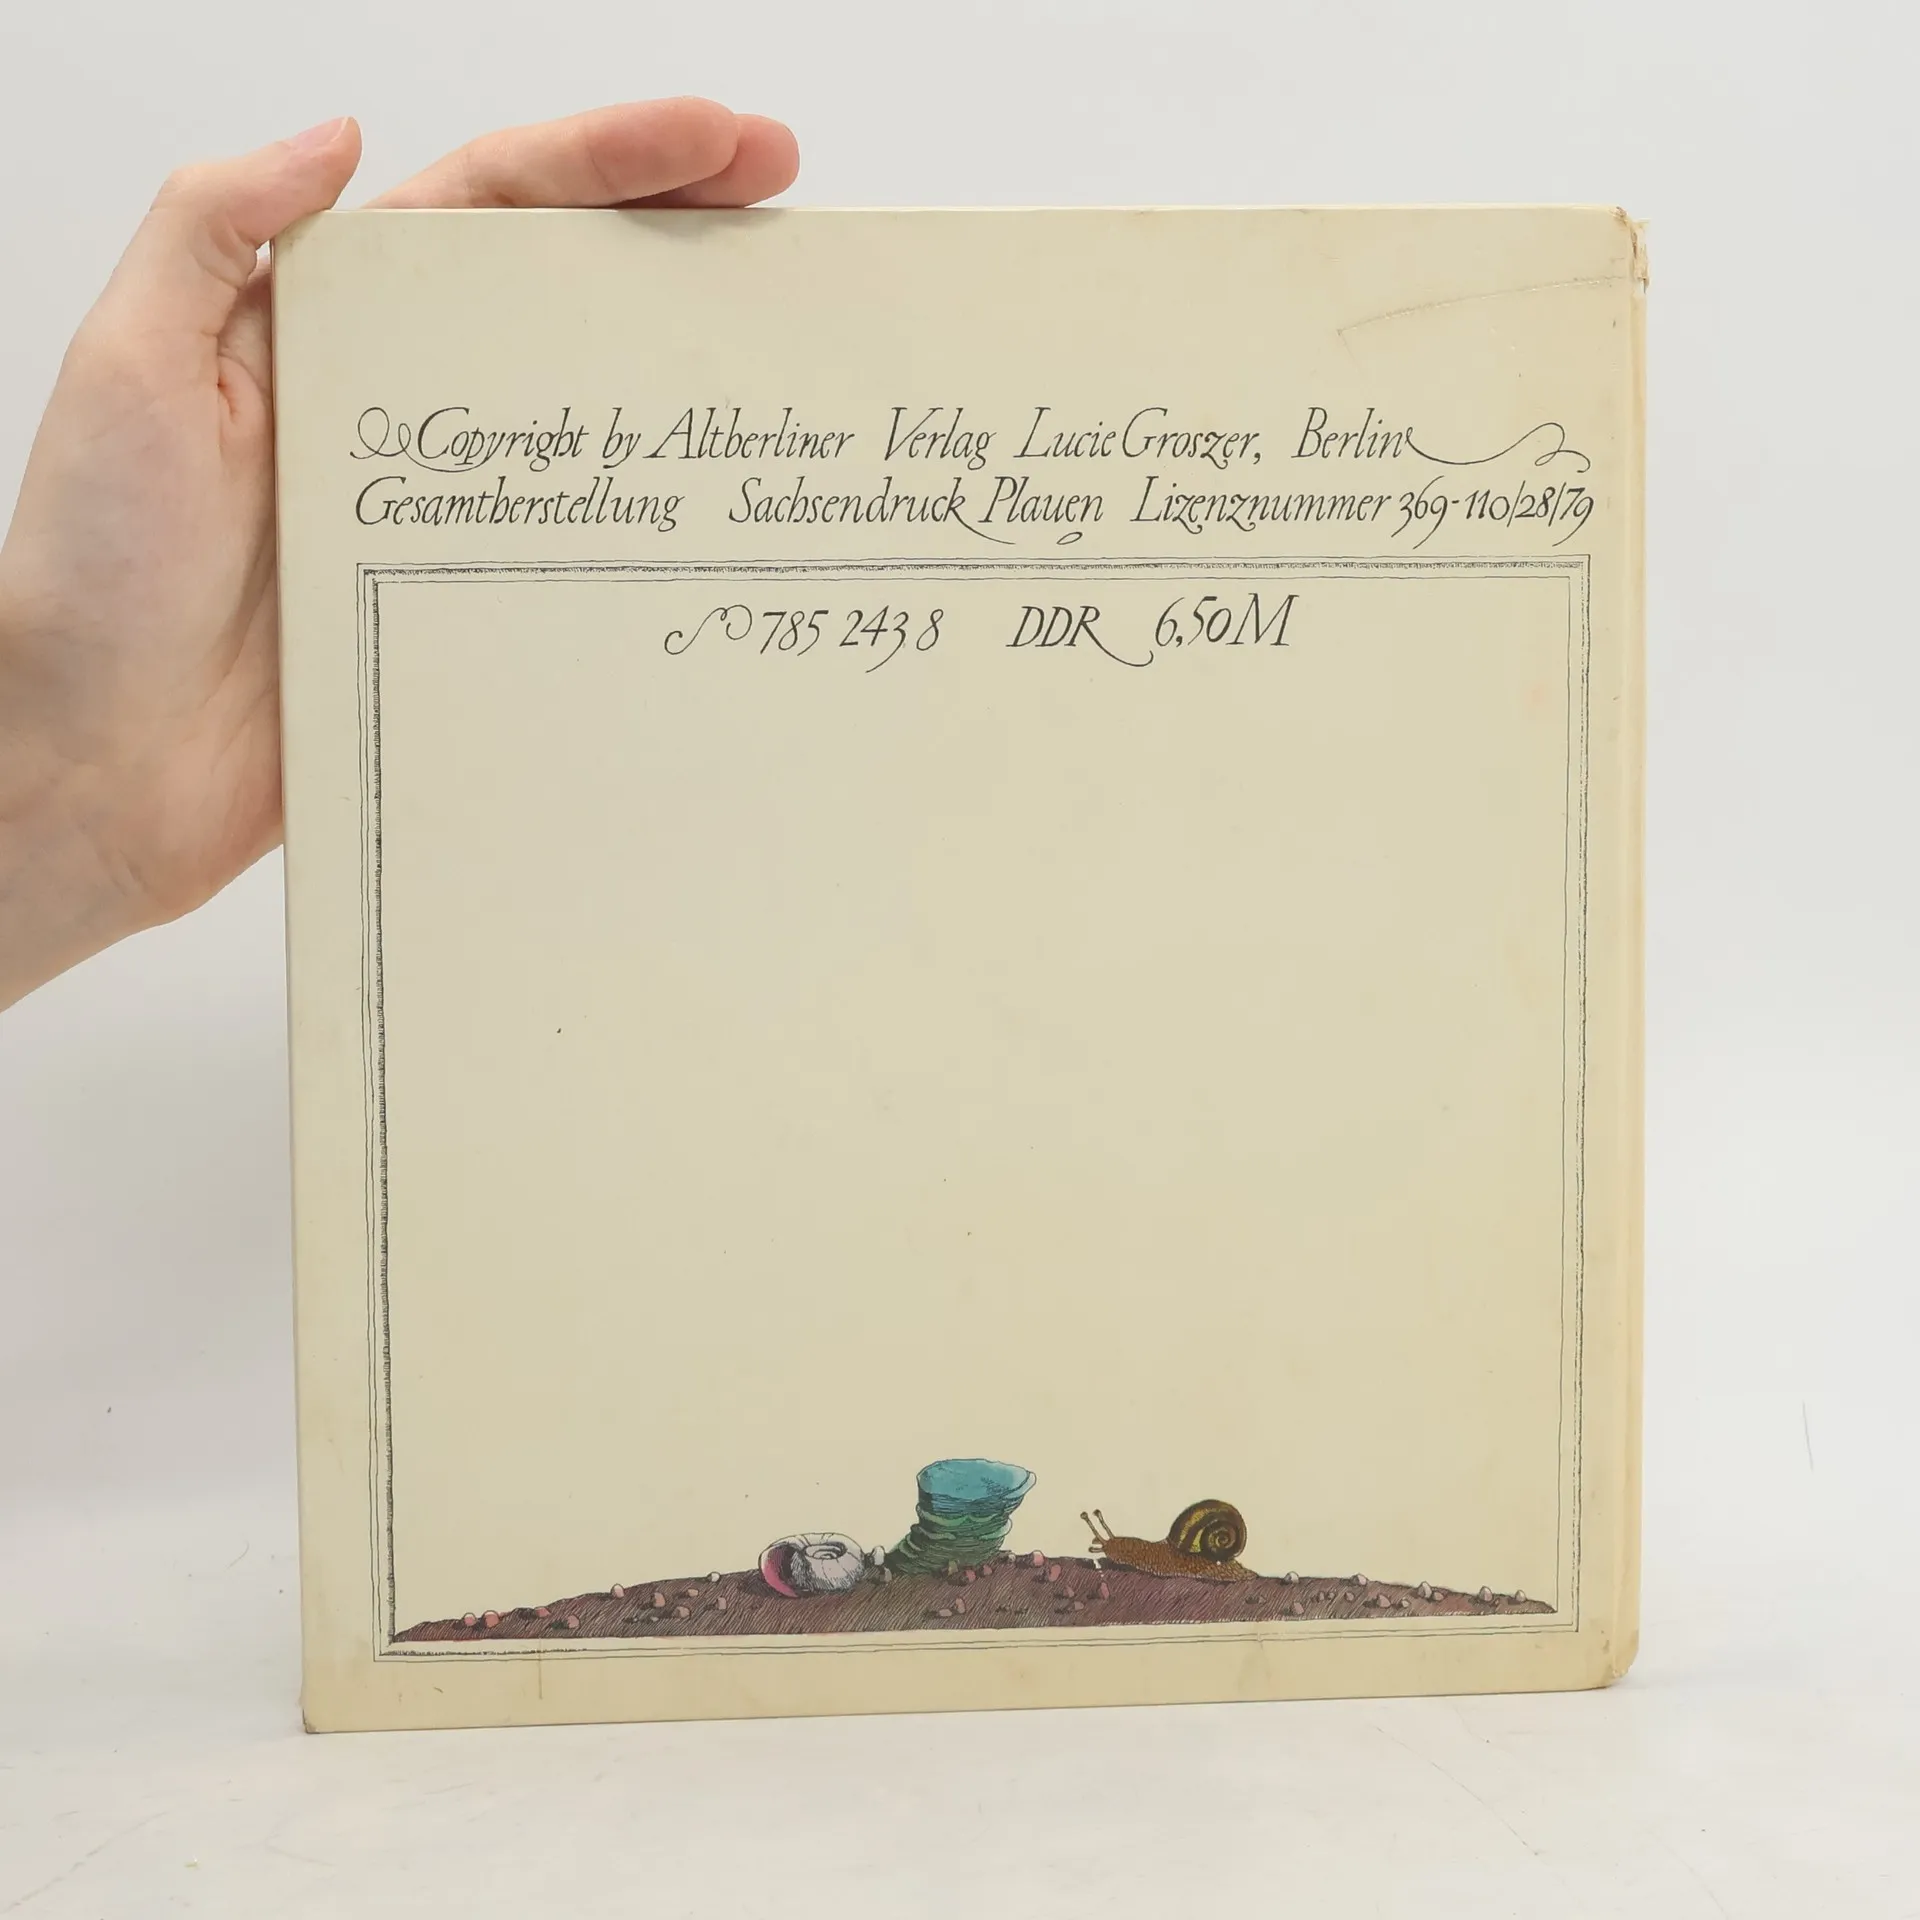 Copyright by Altberliner Verlag Lucie Groszer, Berlin
Gesamtherstellung Sachsendruck Plauen Lizenznummer 369-110/28/79
785 243 8 DDR 6,50 M